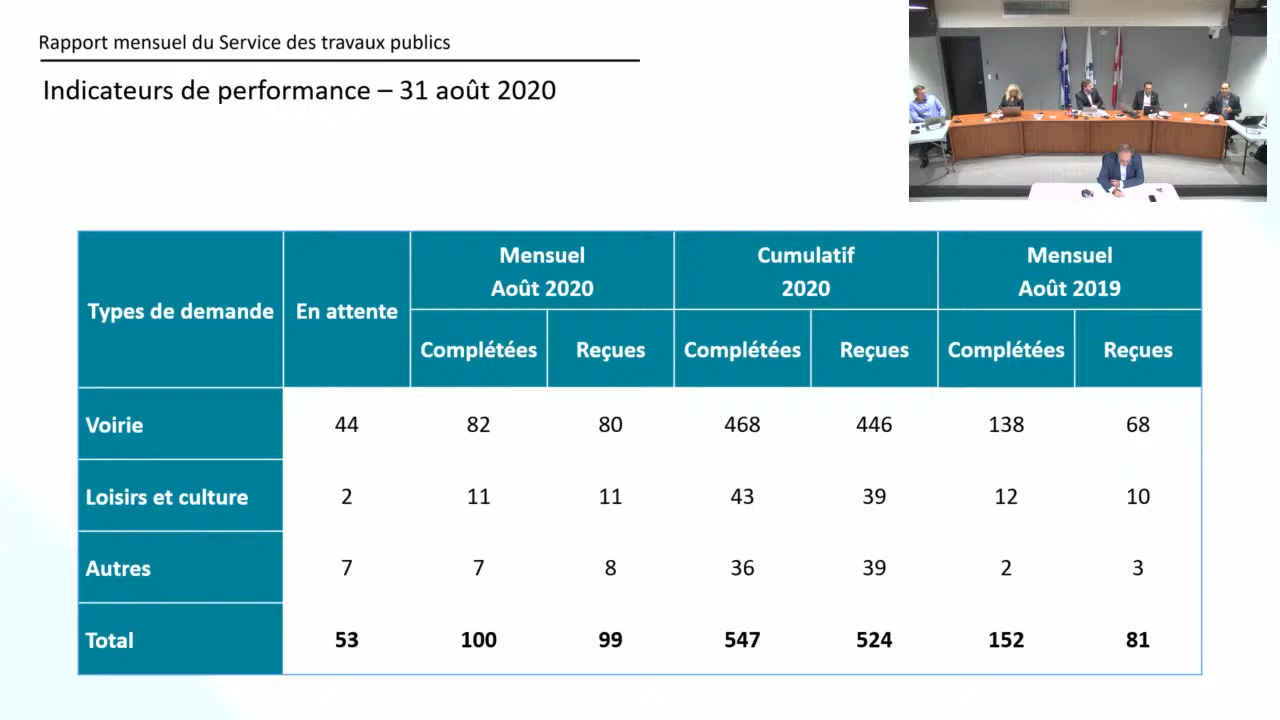 Rapport mensuel du Service des travaux publics
Indicateurs de performance – 31 août 2020
Types de demande
En attente
Mensuel
Août 2020
Cumulatif
2020
Mensuel
Août 2019
Complétées Reçues Complétées Reçues Complétées Reçues
Voirie 44 82 80 468 446 138 68
Loisirs et culture 2 11 11 43 39 12 10
Autres 7 7 8 36 39 2 3
Total 53 100 99 547 524 152 81